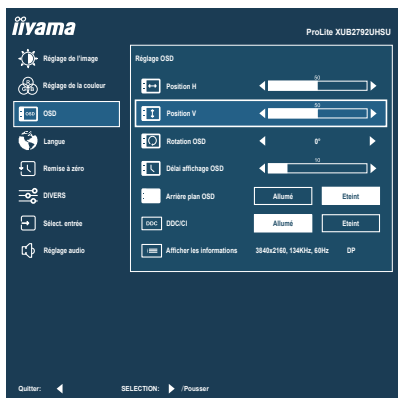 iiyama
ProLite XUB2792UHSU
Réglage de l'image
Réglage de la couleur
OSD OSD
Langue
Remise à zéro
DIVERS
Sélect. entrée
Réglage audio
Réglage OSD
Position H 50
Position V 50
Rotation OSD 0°
Délai affichage OSD 10
Arrière plan OSD Allumé Eteint
DDC DDC/CI Allumé Eteint
Afficher les informations 3840x2160, 134KHz, 60Hz DP
Quitter: SELECTION: /Pousser